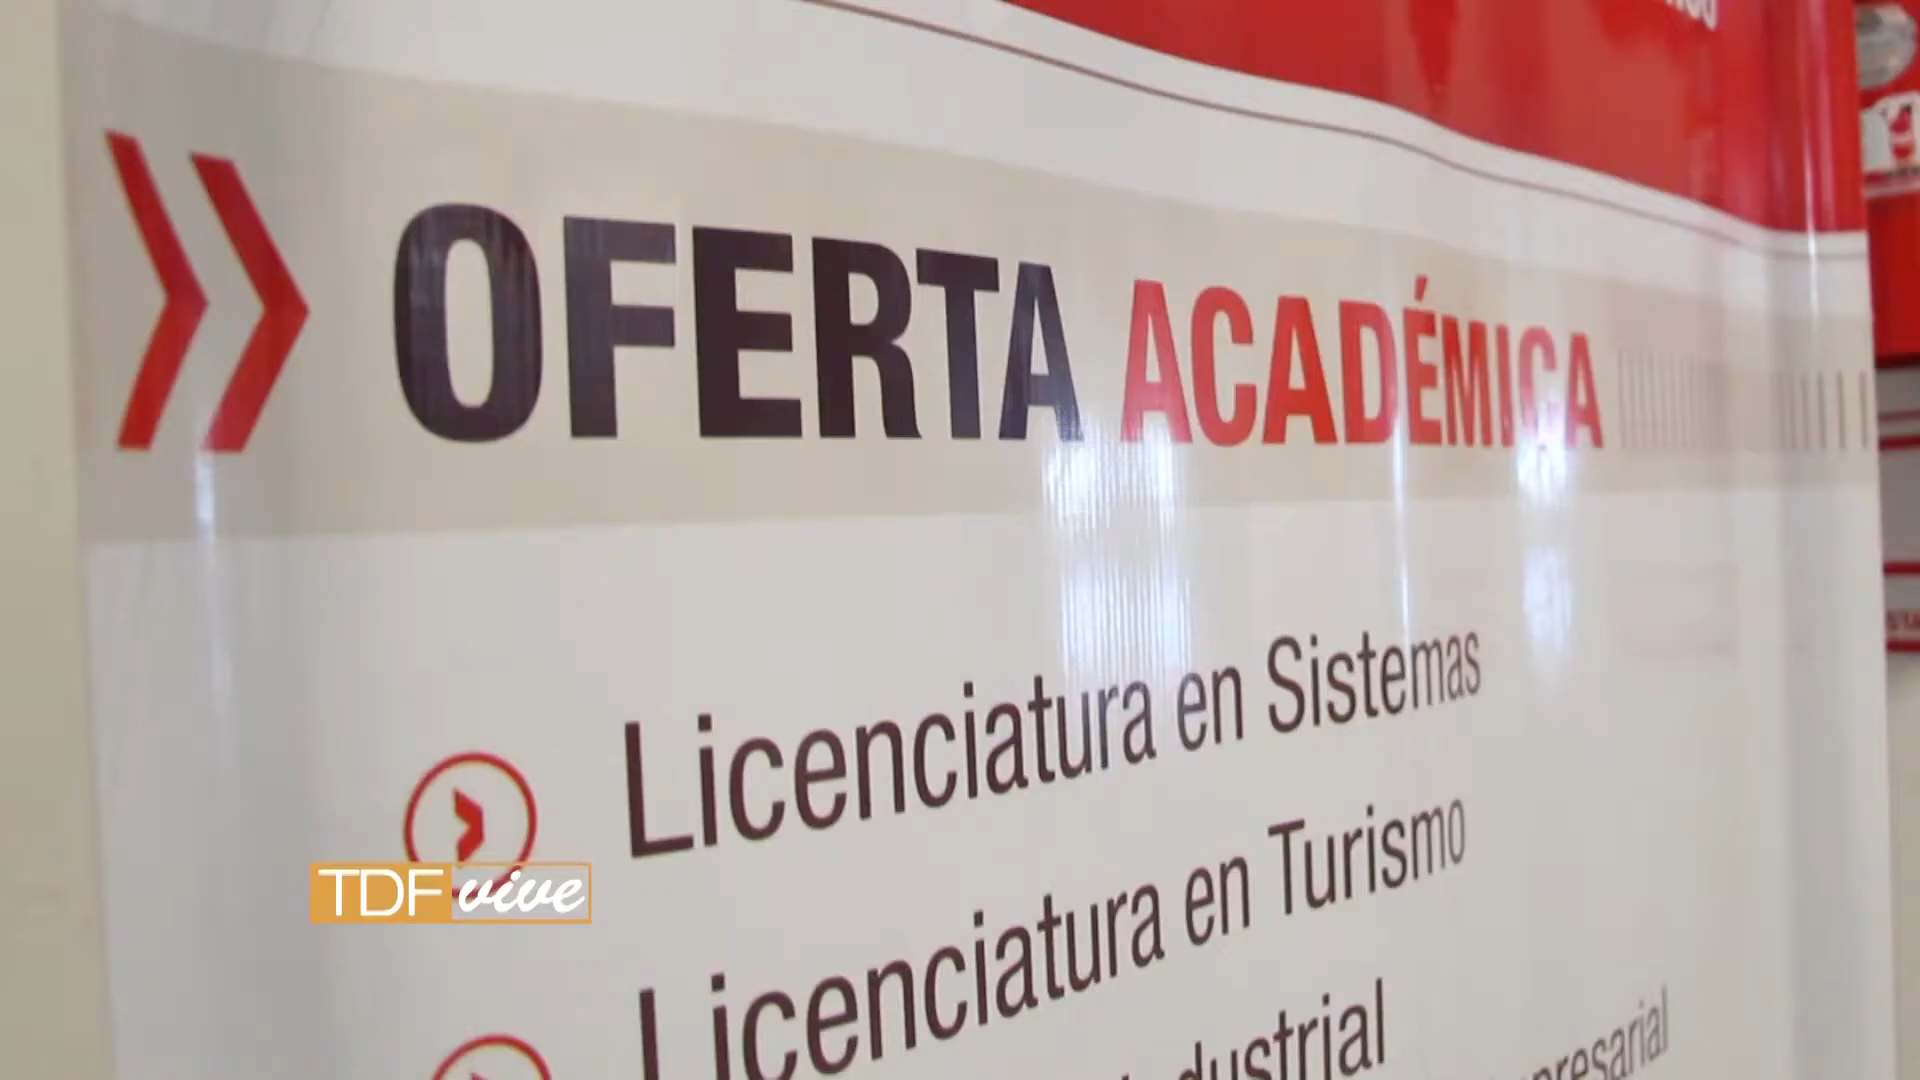 OFERTA ACADÉMICA
Licenciatura en Sistemas
Licenciatura en Turismo
TDF vive